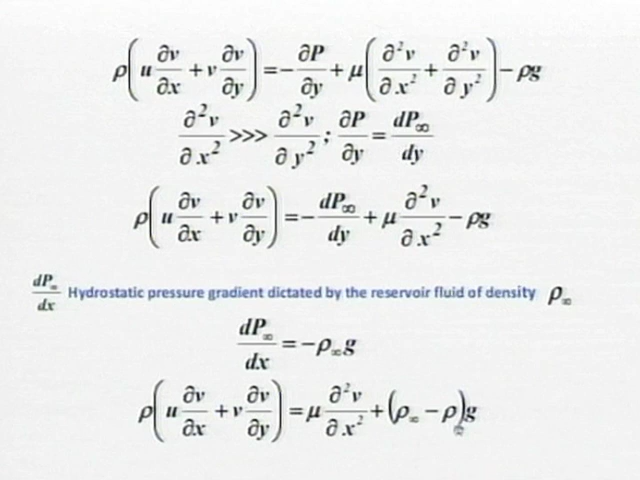 ρ(u ∂v/∂x + v ∂v/∂y) = −∂P/∂y + μ(∂²v/∂x² + ∂²v/∂y²) − ρg
∂²v/∂x² >>> ∂²v/∂y² ; ∂P/∂y = dP∞/dy
ρ(u ∂v/∂x + v ∂v/∂y) = −dP∞/dy + μ ∂²v/∂x² − ρg
dP∞/dx Hydrostatic pressure gradient dictated by the reservoir fluid of density ρ∞
dP∞/dx = −ρ∞g
ρ(u ∂v/∂x + v ∂v/∂y) = μ ∂²v/∂x² + (ρ∞ − ρ)g